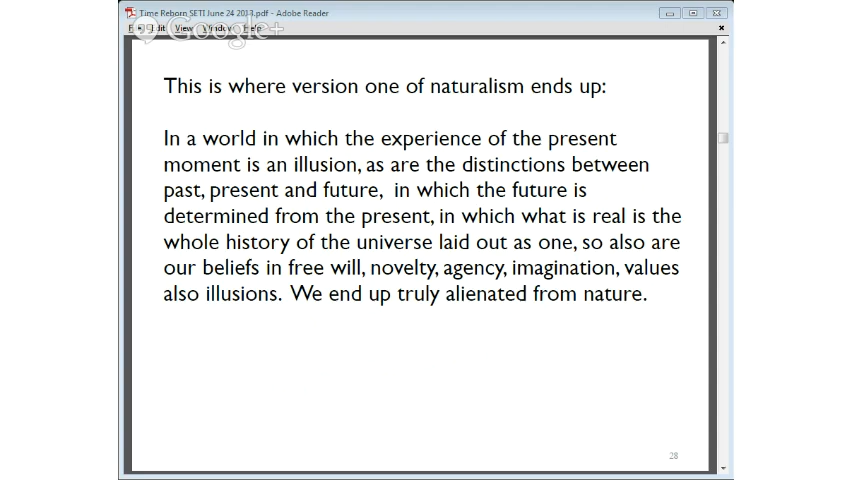 Time Reborn SETI June 24 2013.pdf - Adobe Reader
Google+
Edit View Window Help
This is where version one of naturalism ends up:
In a world in which the experience of the present
moment is an illusion, as are the distinctions between
past, present and future, in which the future is
determined from the present, in which what is real is the
whole history of the universe laid out as one, so also are
our beliefs in free will, novelty, agency, imagination, values
also illusions. We end up truly alienated from nature.
28